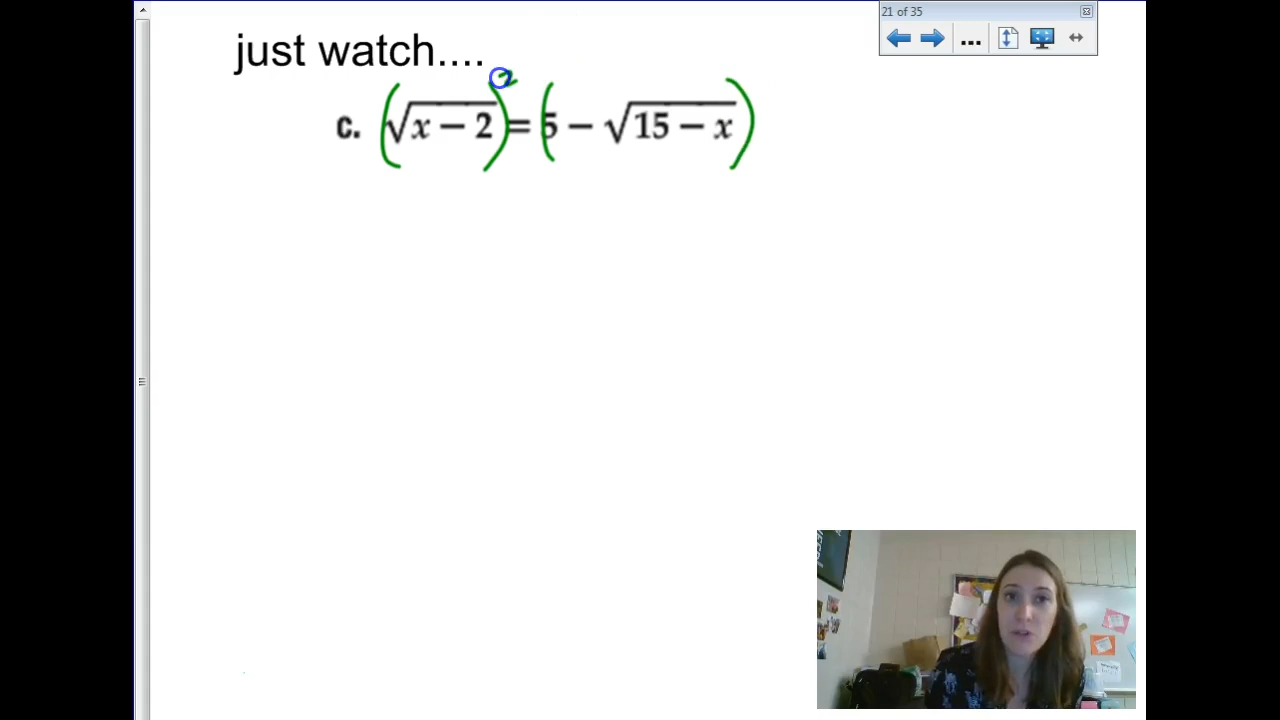 21 of 35
just watch....
c. (√(x − 2))² = (5 − √(15 − x))